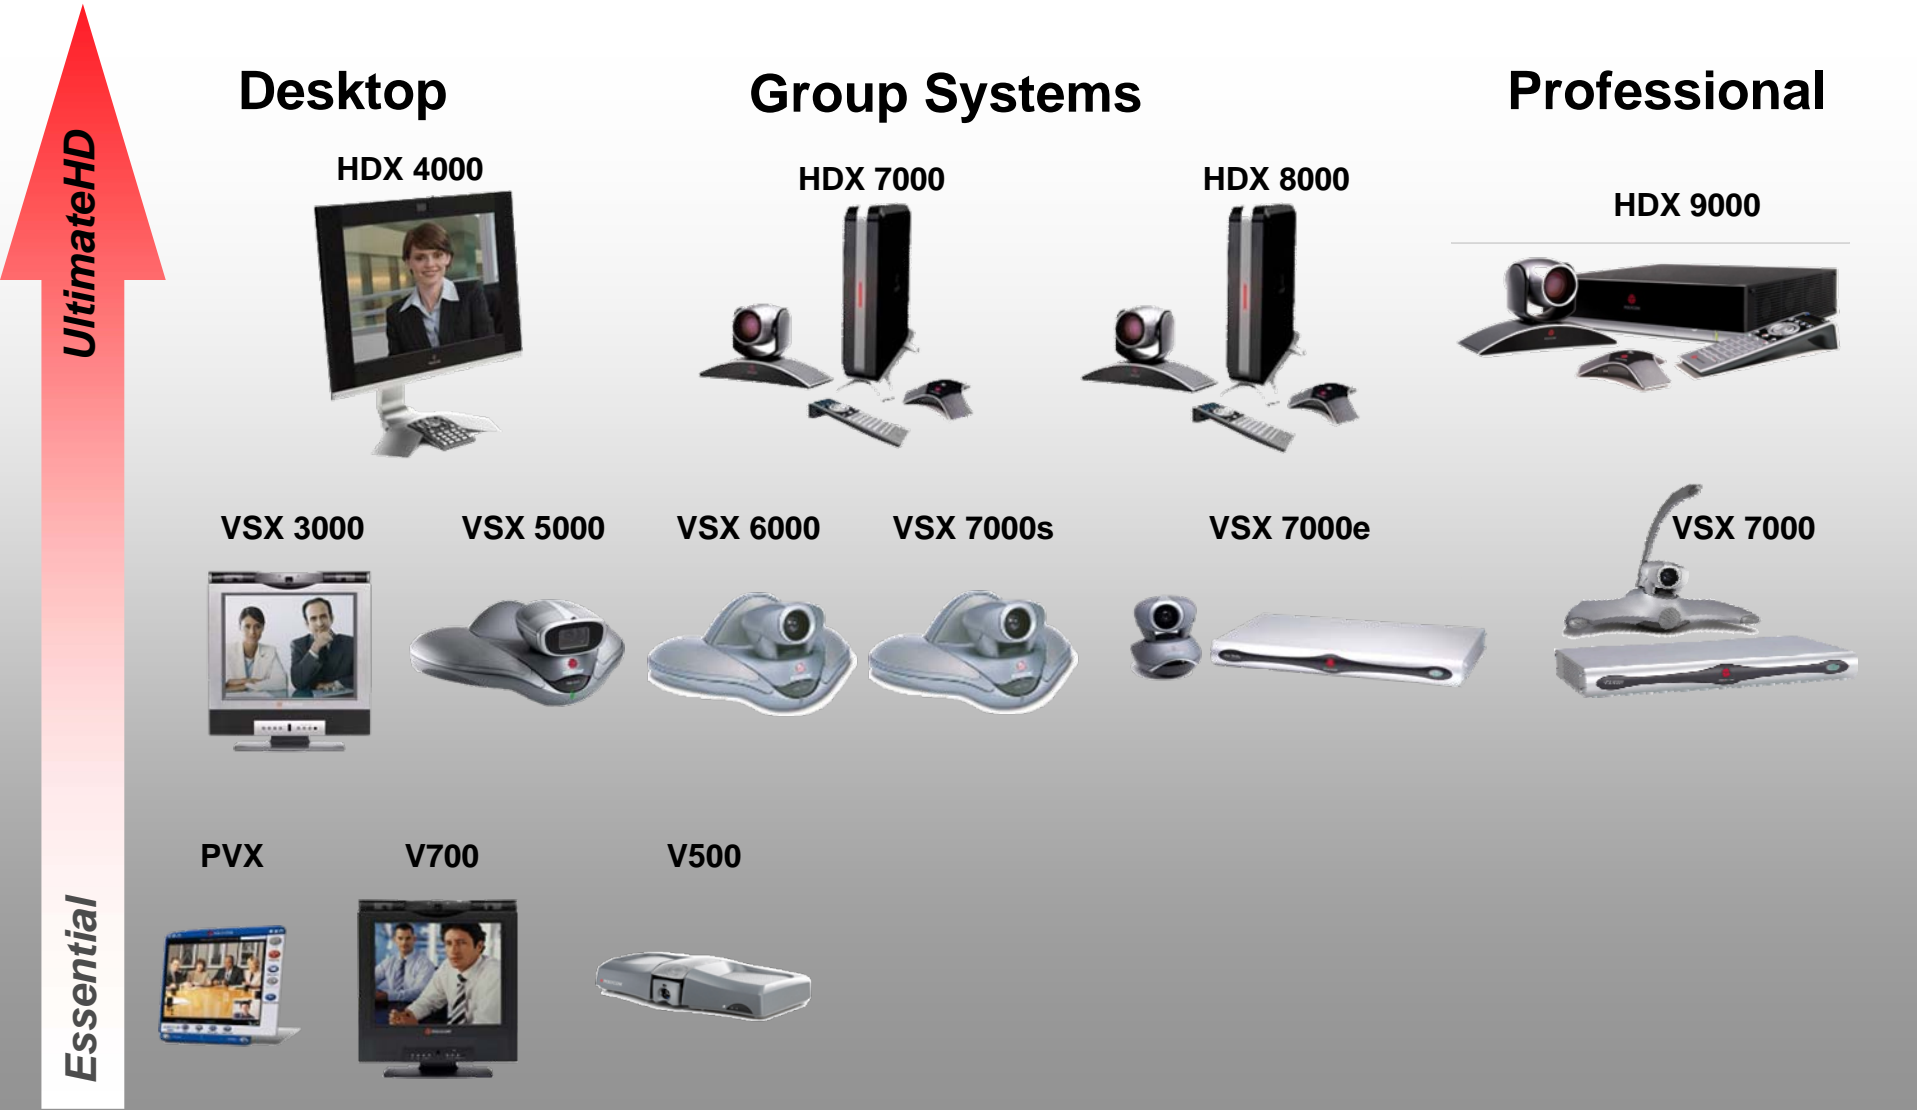 Desktop
Group Systems
Professional
UltimateHD
HDX 4000
HDX 7000
HDX 8000
HDX 9000
VSX 3000
VSX 5000
VSX 6000
VSX 7000s
VSX 7000e
VSX 7000
PVX
V700
V500
Essential